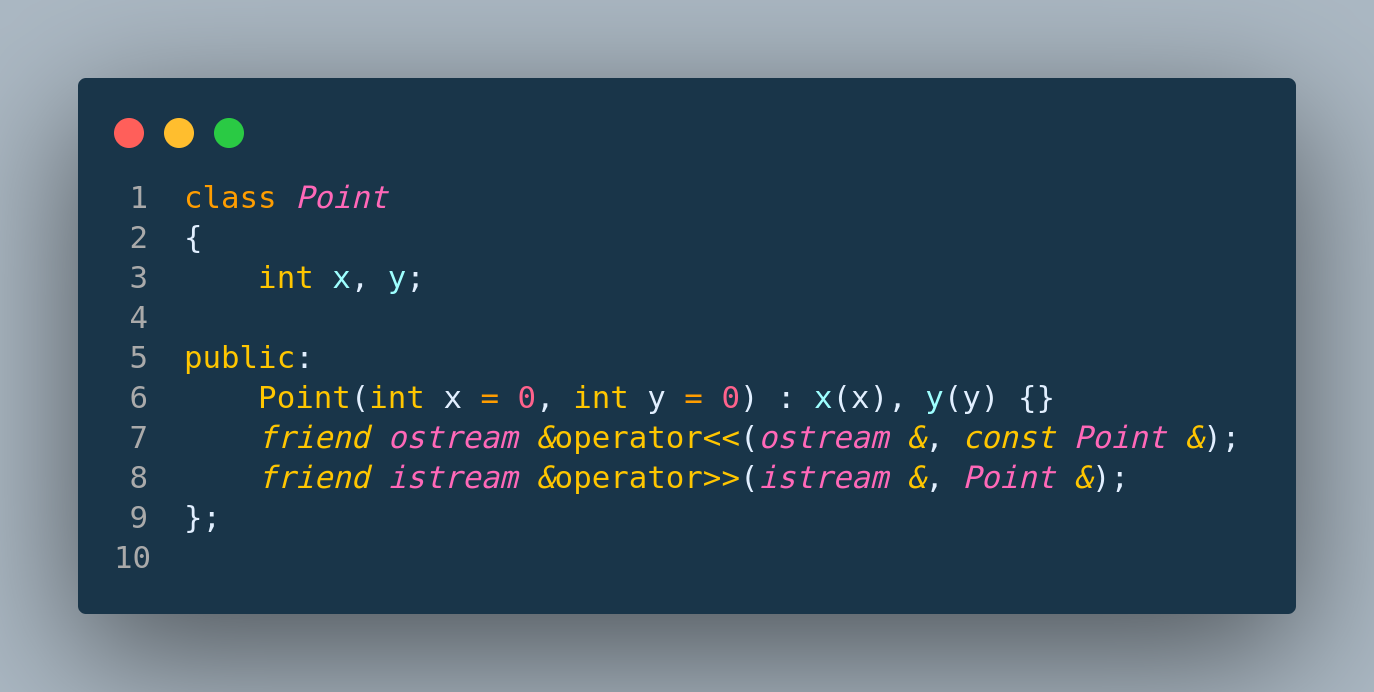 1 class Point
2 {
3     int x, y;
4
5 public:
6     Point(int x = 0, int y = 0) : x(x), y(y) {}
7     friend ostream &operator<<(ostream &, const Point &);
8     friend istream &operator>>(istream &, Point &);
9 };
10